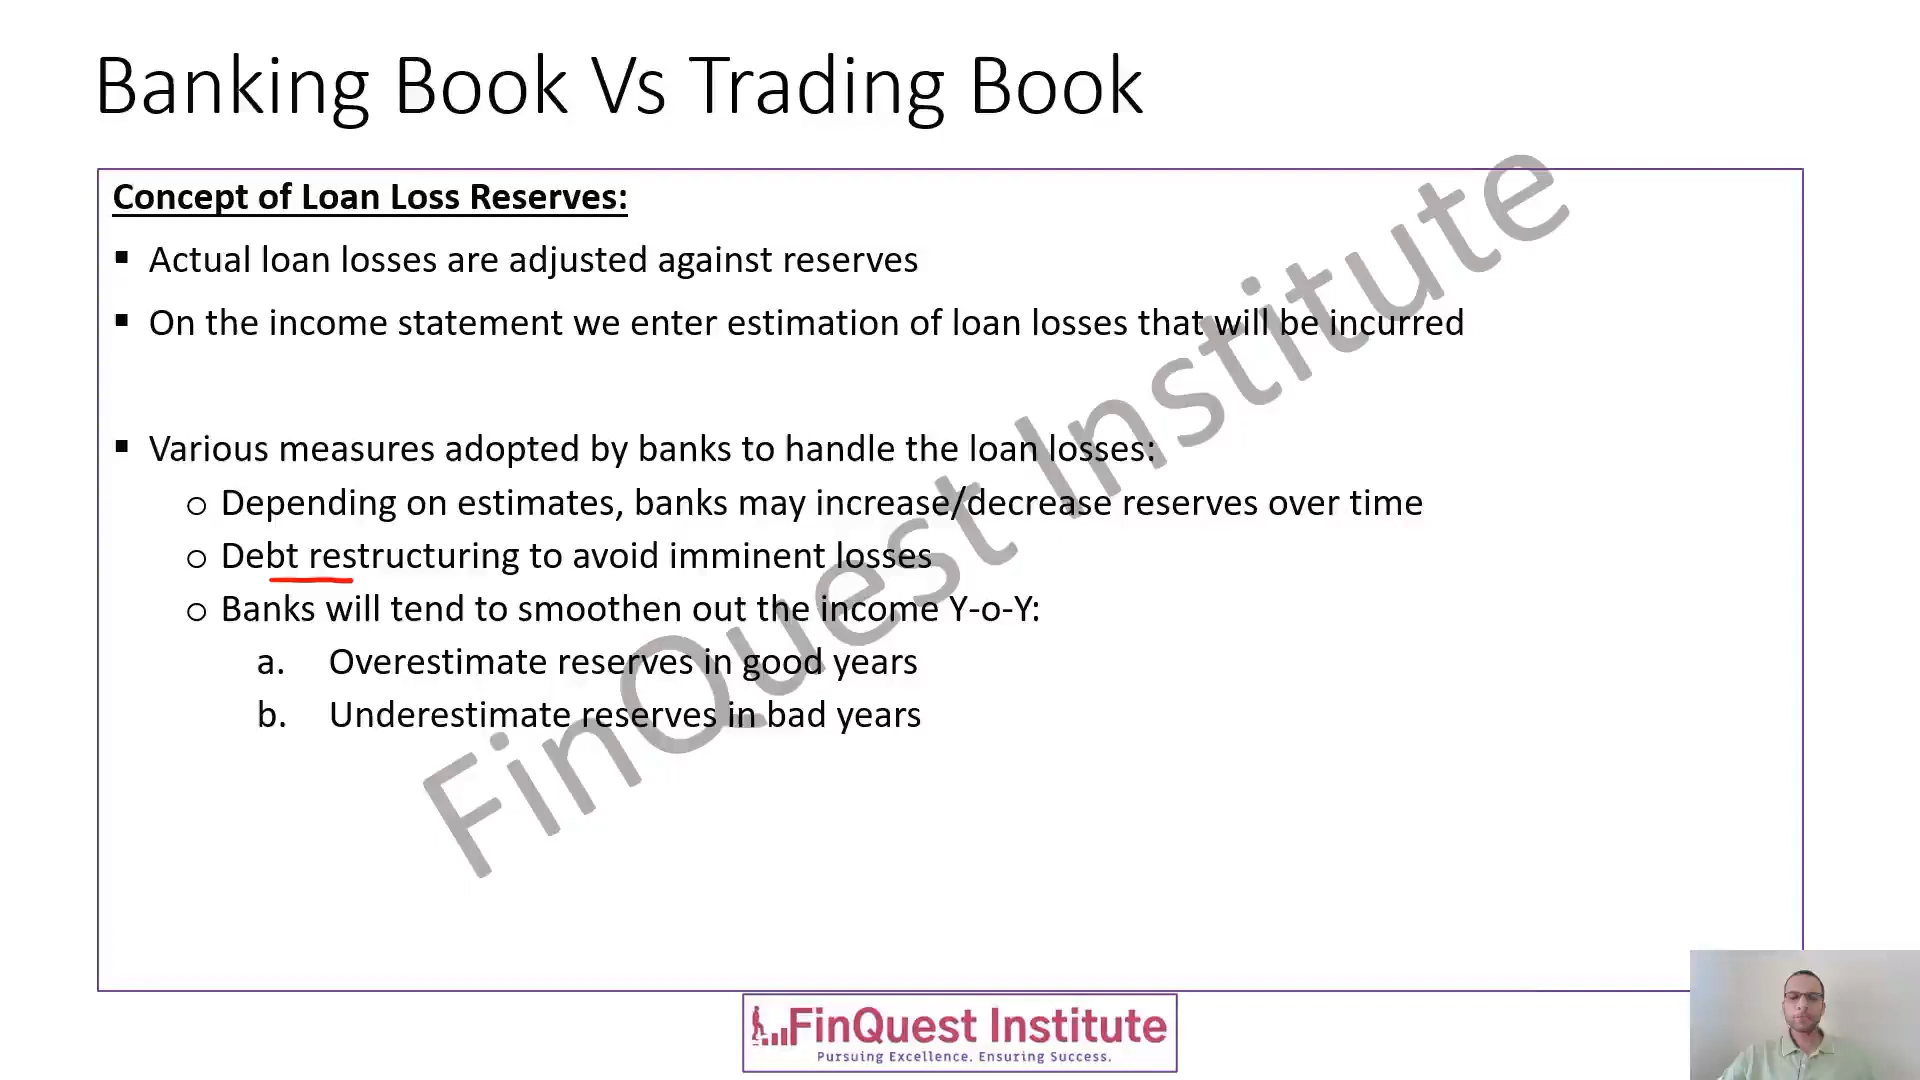 Banking Book Vs Trading Book
Concept of Loan Loss Reserves:
▪ Actual loan losses are adjusted against reserves
▪ On the income statement we enter estimation of loan losses that will be incurred
▪ Various measures adopted by banks to handle the loan losses:
o Depending on estimates, banks may increase/decrease reserves over time
o Debt restructuring to avoid imminent losses
o Banks will tend to smoothen out the income Y-o-Y:
a. Overestimate reserves in good years
b. Underestimate reserves in bad years
FinQuest Institute
FinQuest Institute
Pursuing Excellence. Ensuring Success.